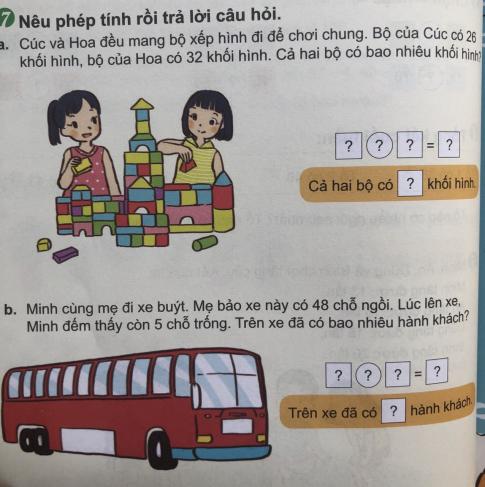 7 Nêu phép tính rồi trả lời câu hỏi.
a. Cúc và Hoa đều mang bộ xếp hình đi để chơi chung. Bộ của Cúc có 26
khối hình, bộ của Hoa có 32 khối hình. Cả hai bộ có bao nhiêu khối hình?
? ? ? = ?
Cả hai bộ có ? khối hình.
b. Minh cùng mẹ đi xe buýt. Mẹ bảo xe này có 48 chỗ ngồi. Lúc lên xe,
Minh đếm thấy còn 5 chỗ trống. Trên xe đã có bao nhiêu hành khách?
? ? ? = ?
Trên xe đã có ? hành khách.